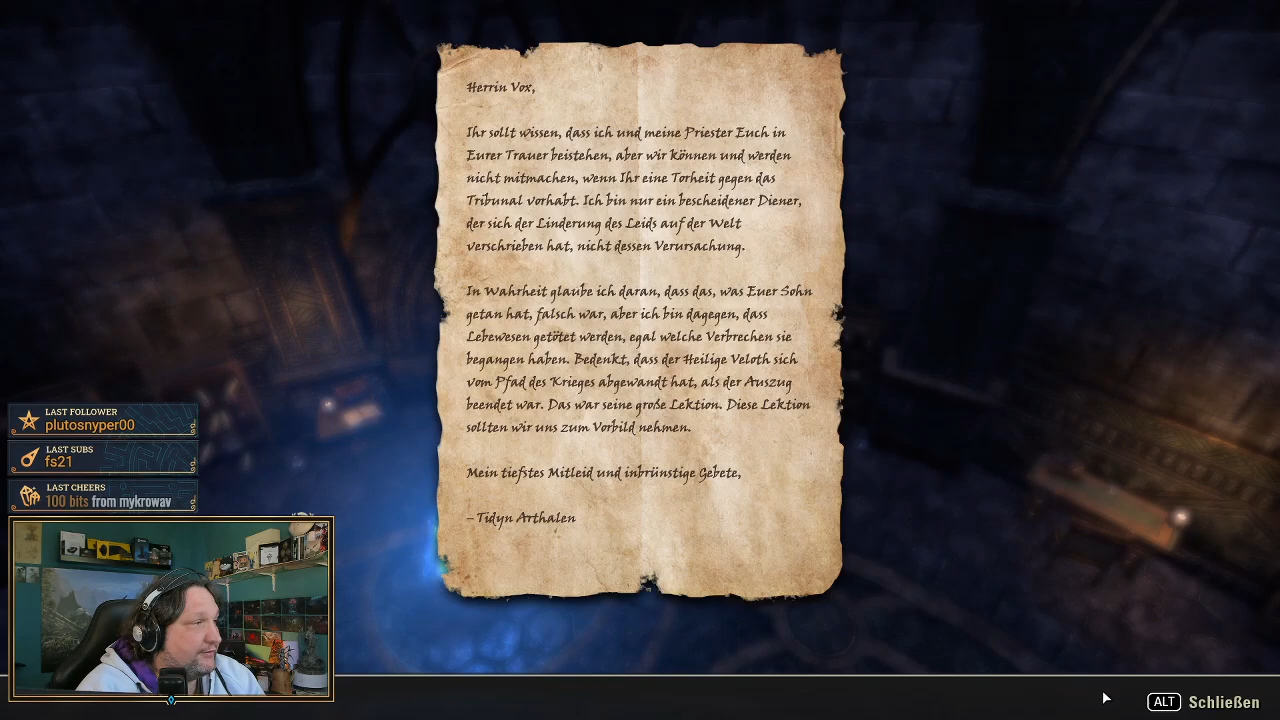 Herrin Vox,
Ihr sollt wissen, dass ich und meine Priester Euch in
Eurer Trauer beistehen, aber wir können und werden
nicht mitmachen, wenn Ihr eine Torheit gegen das
Tribunal vorhabt. Ich bin nur ein bescheidener Diener,
der sich der Linderung des Leids auf der Welt
verschrieben hat, nicht dessen Verursachung.
In Wahrheit glaube ich daran, dass das, was Euer Sohn
getan hat, falsch war, aber ich bin dagegen, dass
Lebewesen getötet werden, egal welche Verbrechen sie
begangen haben. Bedenkt, dass der Heilige Veloth sich
vom Pfad des Krieges abgewandt hat, als der Auszug
beendet war. Das war seine große Lektion. Diese Lektion
sollten wir uns zum Vorbild nehmen.
Mein tiefstes Mitleid und inbrünstige Gebete,
– Tidyn Arthalen
LAST FOLLOWER
plutosnyper00
LAST SUBS
fs21
LAST CHEERS
100 bits from mykrowav
ALT Schließen